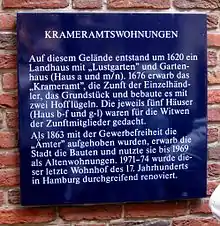 KRAMERAMTSWOHNUNGEN
Auf diesem Gelände entstand um 1620 ein
Landhaus mit „Lustgarten" und Garten-
haus (Haus a und m/n). 1676 erwarb das
„Krameramt", die Zunft der Einzelhänd-
ler, das Grundstück und bebaute es mit
zwei Hofflügeln. Die jeweils fünf Häuser
(Haus b-f und g-l) waren für die Witwen
der Zunftmitglieder gedacht.
Als 1863 mit der Gewerbefreiheit die
"Ämter" aufgehoben wurden, erwarb die
Stadt die Bauten und nutzte sie bis 1969
als Altenwohnungen. 1971-74 wurde die-
ser letzte Wohnhof des 17. Jahrhunderts
in Hamburg durchgreifend renoviert.